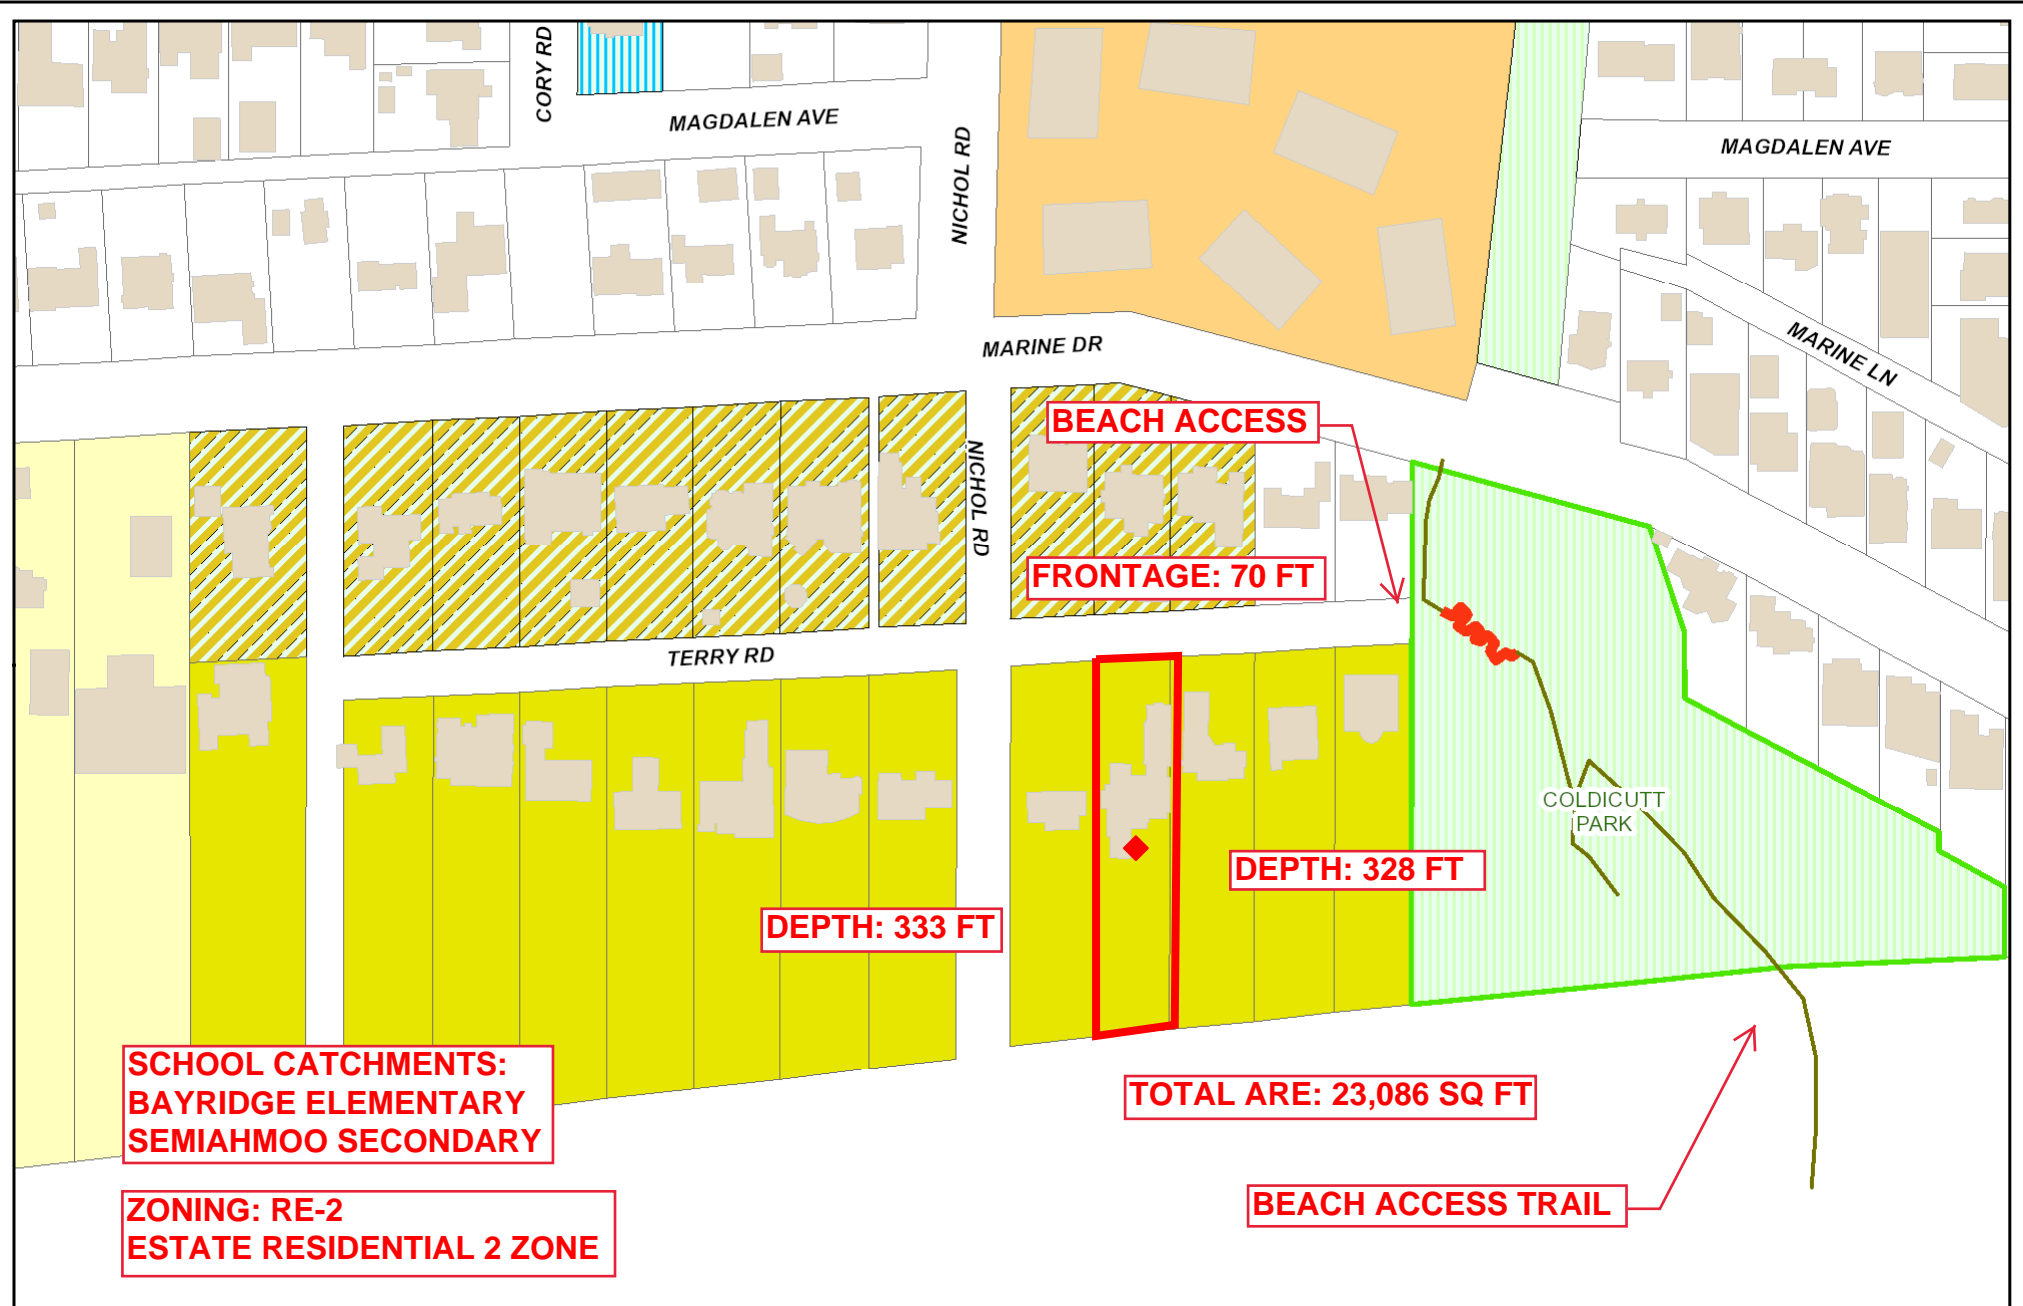 CORY RD
MAGDALEN AVE
NICHOL RD
MAGDALEN AVE
MARINE DR
MARINE LN
BEACH ACCESS
NICHOL RD
FRONTAGE: 70 FT
TERRY RD
COLDICUTT
PARK
DEPTH: 328 FT
DEPTH: 333 FT
SCHOOL CATCHMENTS:
BAYRIDGE ELEMENTARY
SEMIAHMOO SECONDARY
TOTAL ARE: 23,086 SQ FT
BEACH ACCESS TRAIL
ZONING: RE-2
ESTATE RESIDENTIAL 2 ZONE